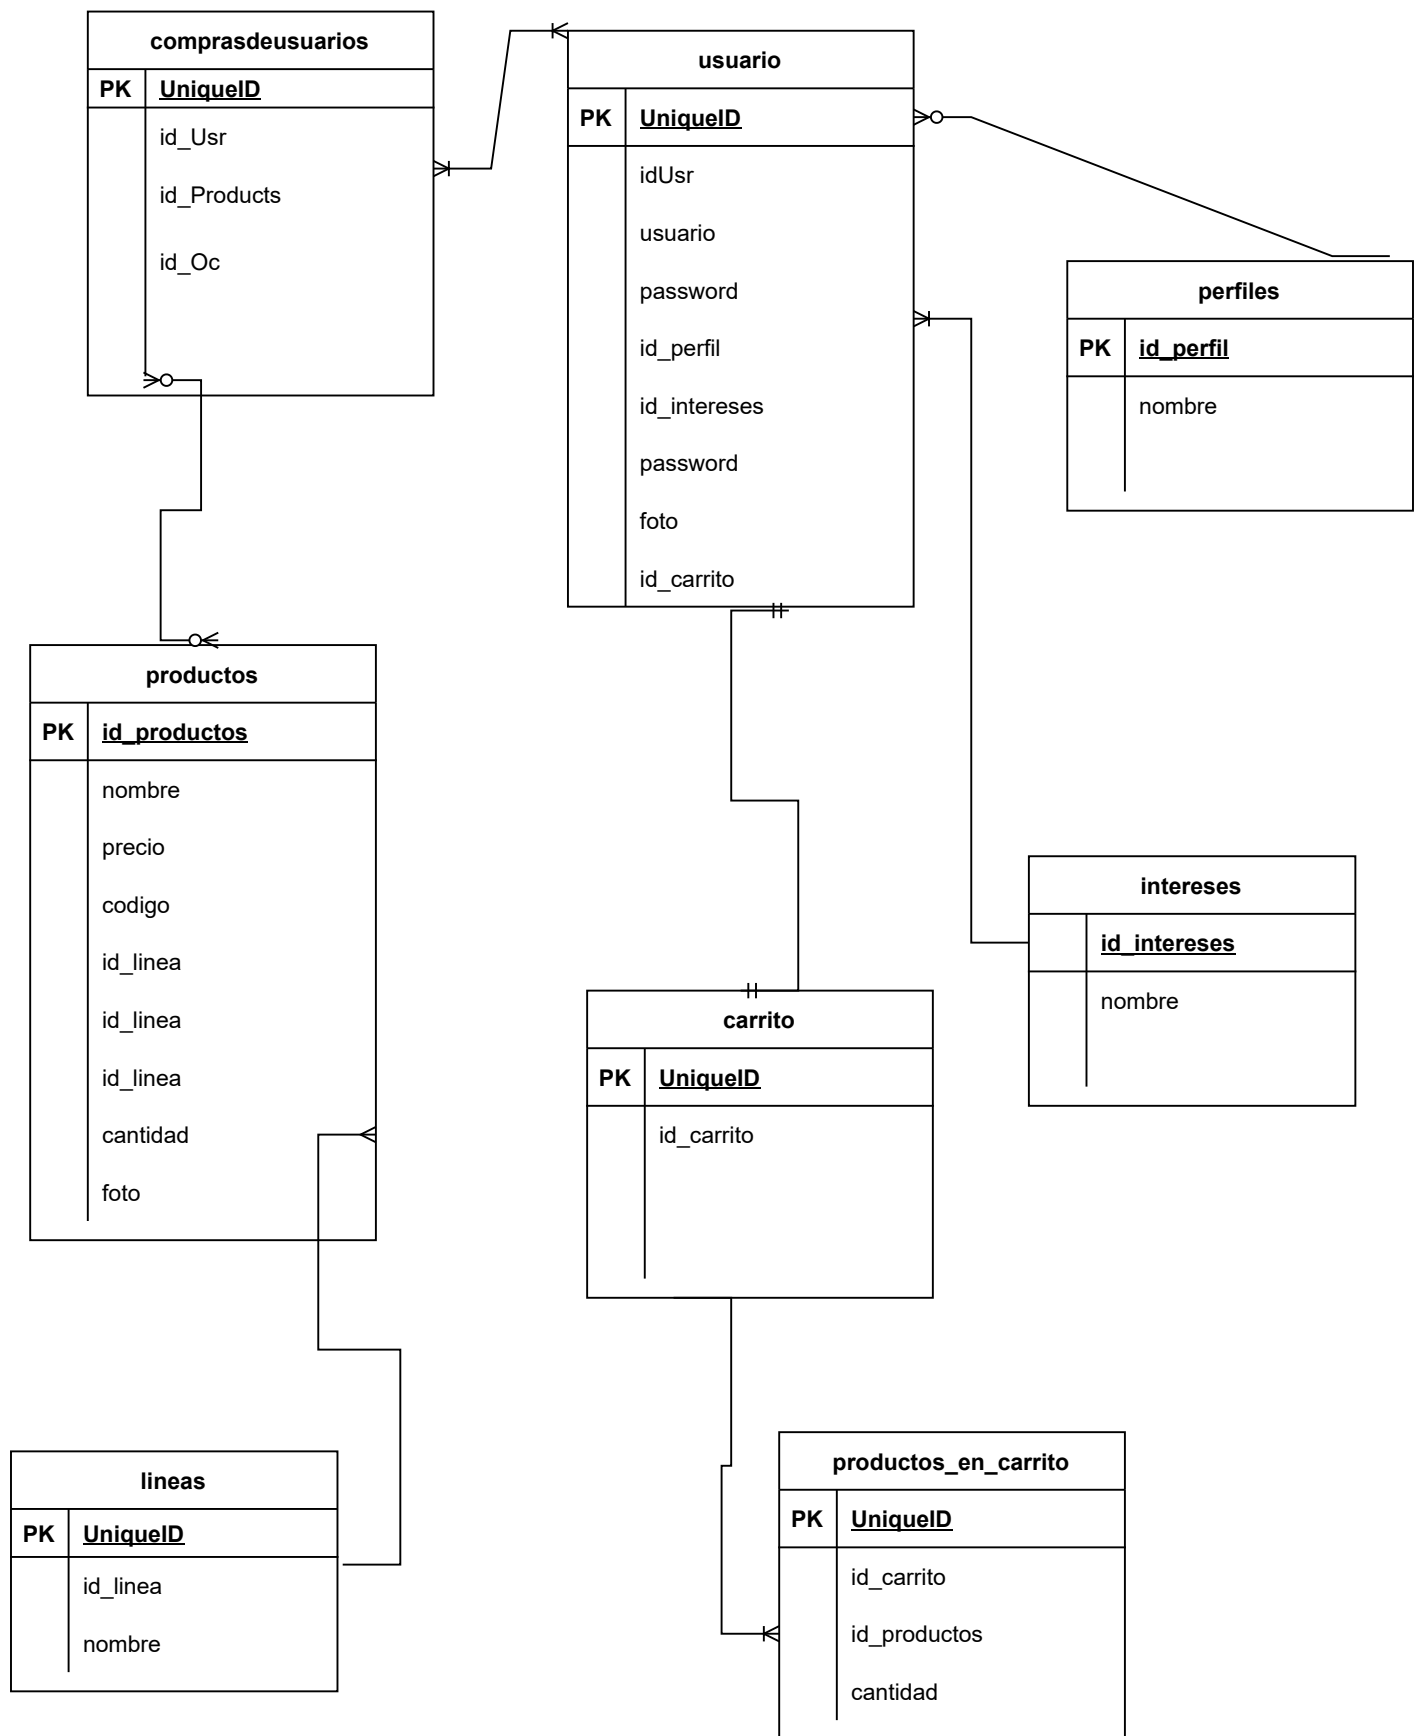 comprasdeusuarios
PK UniqueID
id_Usr
id_Products
id_Oc
usuario
PK UniqueID
idUsr
usuario
password
id_perfil
id_intereses
password
foto
id_carrito
perfiles
PK id_perfil
nombre
productos
PK id_productos
nombre
precio
codigo
id_linea
id_linea
id_linea
cantidad
foto
intereses
id_intereses
nombre
carrito
PK UniqueID
id_carrito
lineas
PK UniqueID
id_linea
nombre
productos_en_carrito
PK UniqueID
id_carrito
id_productos
cantidad